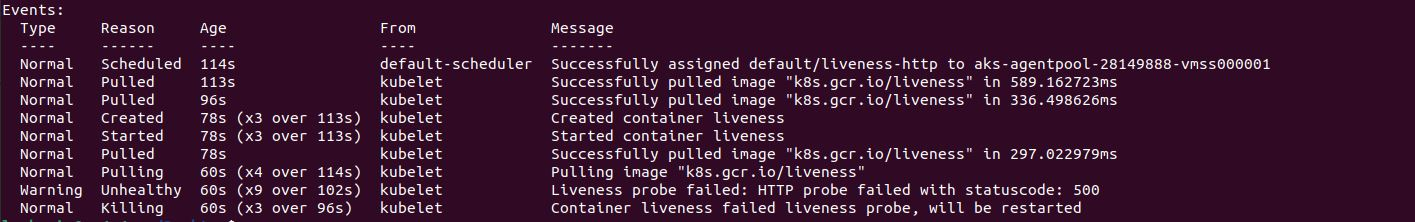 Events:
Type Reason Age From Message
---- ------ ---- ---- -------
Normal Scheduled 114s default-scheduler Successfully assigned default/liveness-http to aks-agentpool-28149888-vmss000001
Normal Pulled 113s kubelet Successfully pulled image "k8s.gcr.io/liveness" in 589.162723ms
Normal Pulled 96s kubelet Successfully pulled image "k8s.gcr.io/liveness" in 336.498626ms
Normal Created 78s (x3 over 113s) kubelet Created container liveness
Normal Started 78s (x3 over 113s) kubelet Started container liveness
Normal Pulled 78s kubelet Successfully pulled image "k8s.gcr.io/liveness" in 297.022979ms
Normal Pulling 60s (x4 over 114s) kubelet Pulling image "k8s.gcr.io/liveness"
Warning Unhealthy 60s (x9 over 102s) kubelet Liveness probe failed: HTTP probe failed with statuscode: 500
Normal Killing 60s (x3 over 96s) kubelet Container liveness failed liveness probe, will be restarted